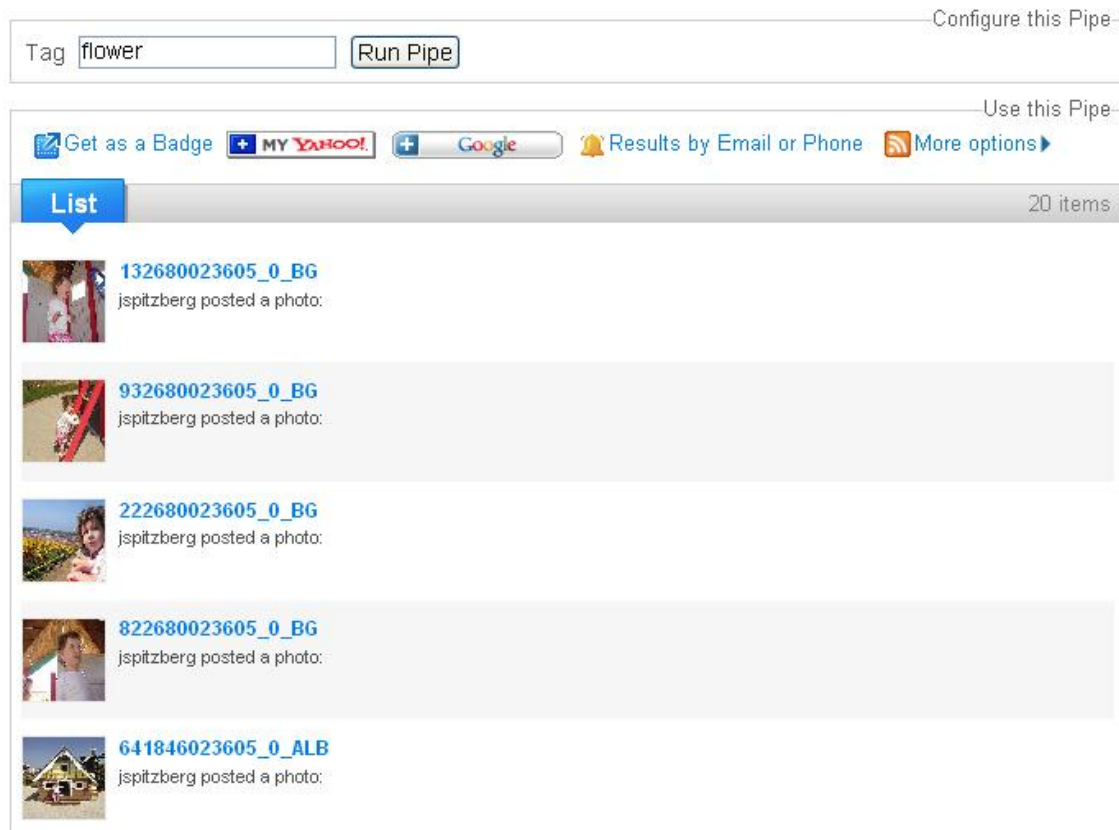 Configure this Pipe
Tag flower Run Pipe
Use this Pipe
Get as a Badge MY YAHOO! Google Results by Email or Phone More options
List 20 items
132680023605_0_BG
jspitzberg posted a photo:
932680023605_0_BG
jspitzberg posted a photo:
222680023605_0_BG
jspitzberg posted a photo:
822680023605_0_BG
jspitzberg posted a photo:
641846023605_0_ALB
jspitzberg posted a photo: